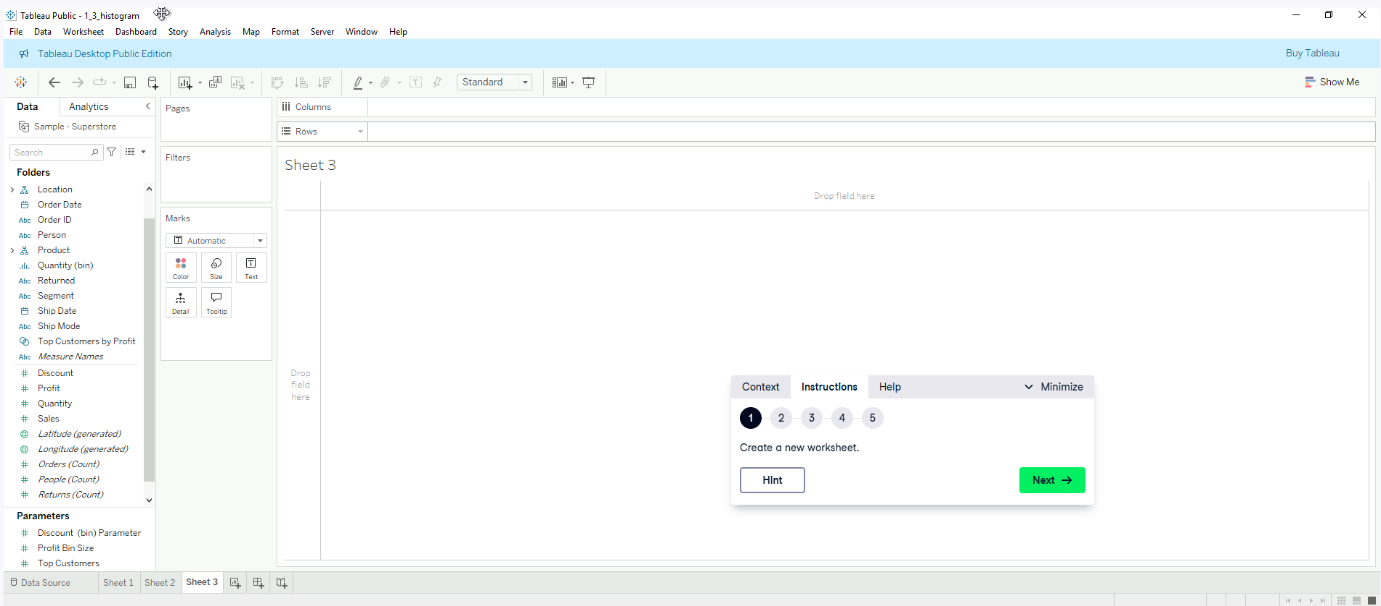 Tableau Public - 1_3_histogram
File Data Worksheet Dashboard Story Analysis Map Format Server Window Help
Tableau Desktop Public Edition
Buy Tableau
Standard
Show Me
Data
Analytics
Sample - Superstore
Search
Folders
Location
Order Date
Abc Order ID
Abc Person
Product
Quantity (bin)
Abc Returned
Abc Segment
Ship Date
Abc Ship Mode
Top Customers by Profit
Abc Measure Names
# Discount
# Profit
# Quantity
# Sales
Latitude (generated)
Longitude (generated)
# Orders (Count)
# People (Count)
# Returns (Count)
Parameters
# Discount (bin) Parameter
# Profit Bin Size
# Top Customers
Pages
Filters
Marks
T Automatic
Color
Size
T Text
Detail
Tooltip
Columns
Rows
Sheet 3
Drop field here
Drop
field
here
Context
Instructions
Help
Minimize
1 2 3 4 5
Create a new worksheet.
Hint
Next →
Data Source
Sheet 1
Sheet 2
Sheet 3